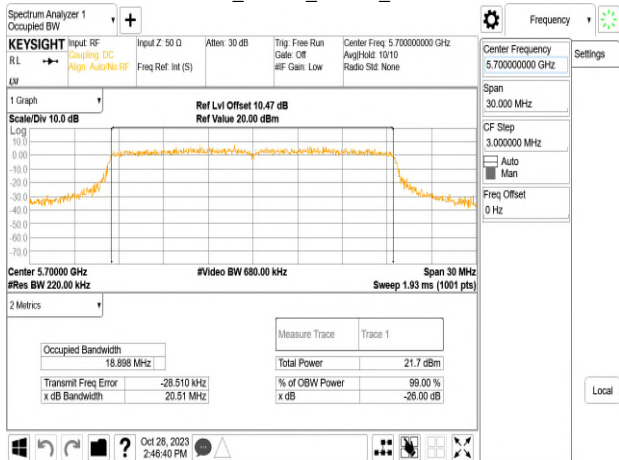 Spectrum Analyzer 1
Occupied BW
Frequency
KEYSIGHT Input: RF Input Z: 50 Ω Atten: 30 dB Trig: Free Run Center Freq: 5.700000000 GHz
RL Coupling: DC Gate: Off Avg|Hold: 10/10
Align: Auto/No RF Freq Ref: Int (S) #IF Gain: Low Radio Std: None
LXI
Center Frequency
5.700000000 GHz
Settings
Span
30.000 MHz
CF Step
3.000000 MHz
Auto
Man
Freq Offset
0 Hz
Local
1 Graph
Ref Lvl Offset 10.47 dB
Scale/Div 10.0 dB Ref Value 20.00 dBm
Log
10.0
0.00
-10.0
-20.0
-30.0
-40.0
-50.0
-60.0
-70.0
Center 5.70000 GHz #Video BW 680.00 kHz Span 30 MHz
#Res BW 220.00 kHz Sweep 1.93 ms (1001 pts)
2 Metrics
Measure Trace Trace 1
Occupied Bandwidth
18.898 MHz Total Power 21.7 dBm
Transmit Freq Error -28.510 kHz % of OBW Power 99.00 %
x dB Bandwidth 20.51 MHz x dB -26.00 dB
Oct 28, 2023
2:46:40 PM